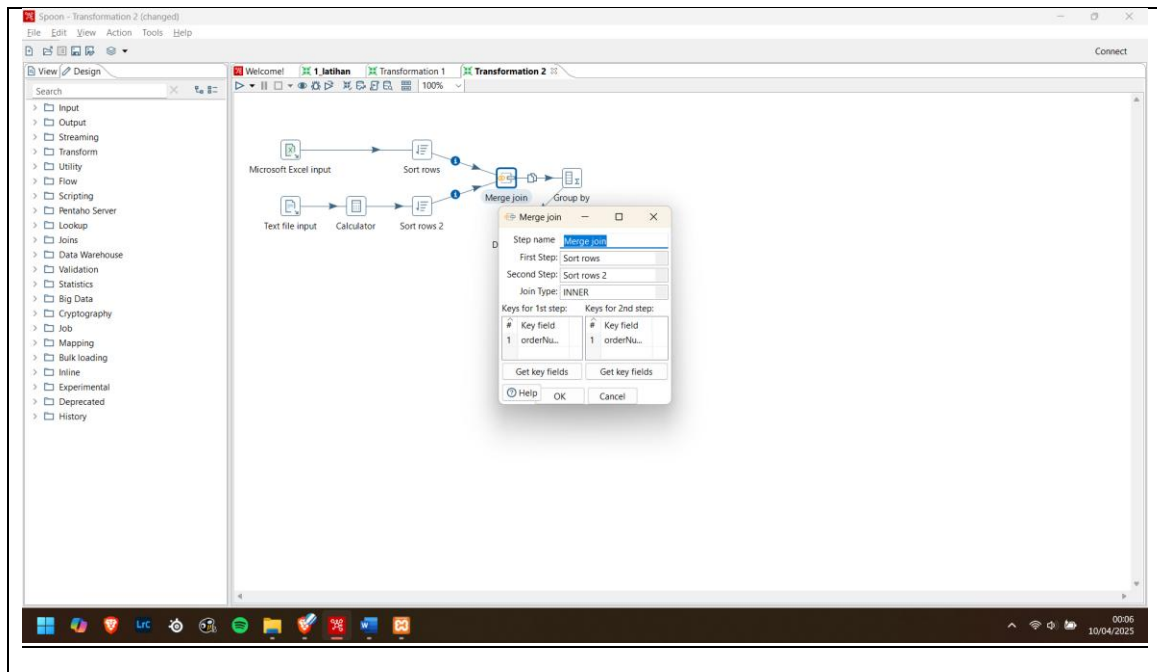 Spoon - Transformation 2 (changed)
File Edit View Action Tools Help
Connect
View Design
Welcome! 1_latihan Transformation 1 Transformation 2
Search
100%
Input
Output
Streaming
Transform
Utility
Flow
Scripting
Pentaho Server
Lookup
Joins
Data Warehouse
Validation
Statistics
Big Data
Cryptography
Job
Mapping
Bulk loading
Inline
Experimental
Deprecated
History
Microsoft Excel input
Sort rows
Merge join
Group by
Text file input
Calculator
Sort rows 2
D
Merge join
Step name Merge join
First Step: Sort rows
Second Step: Sort rows 2
Join Type: INNER
Keys for 1st step: Keys for 2nd step:
# Key field # Key field
1 orderNu... 1 orderNu...
Get key fields Get key fields
Help OK Cancel
LrC
00:06
10/04/2025